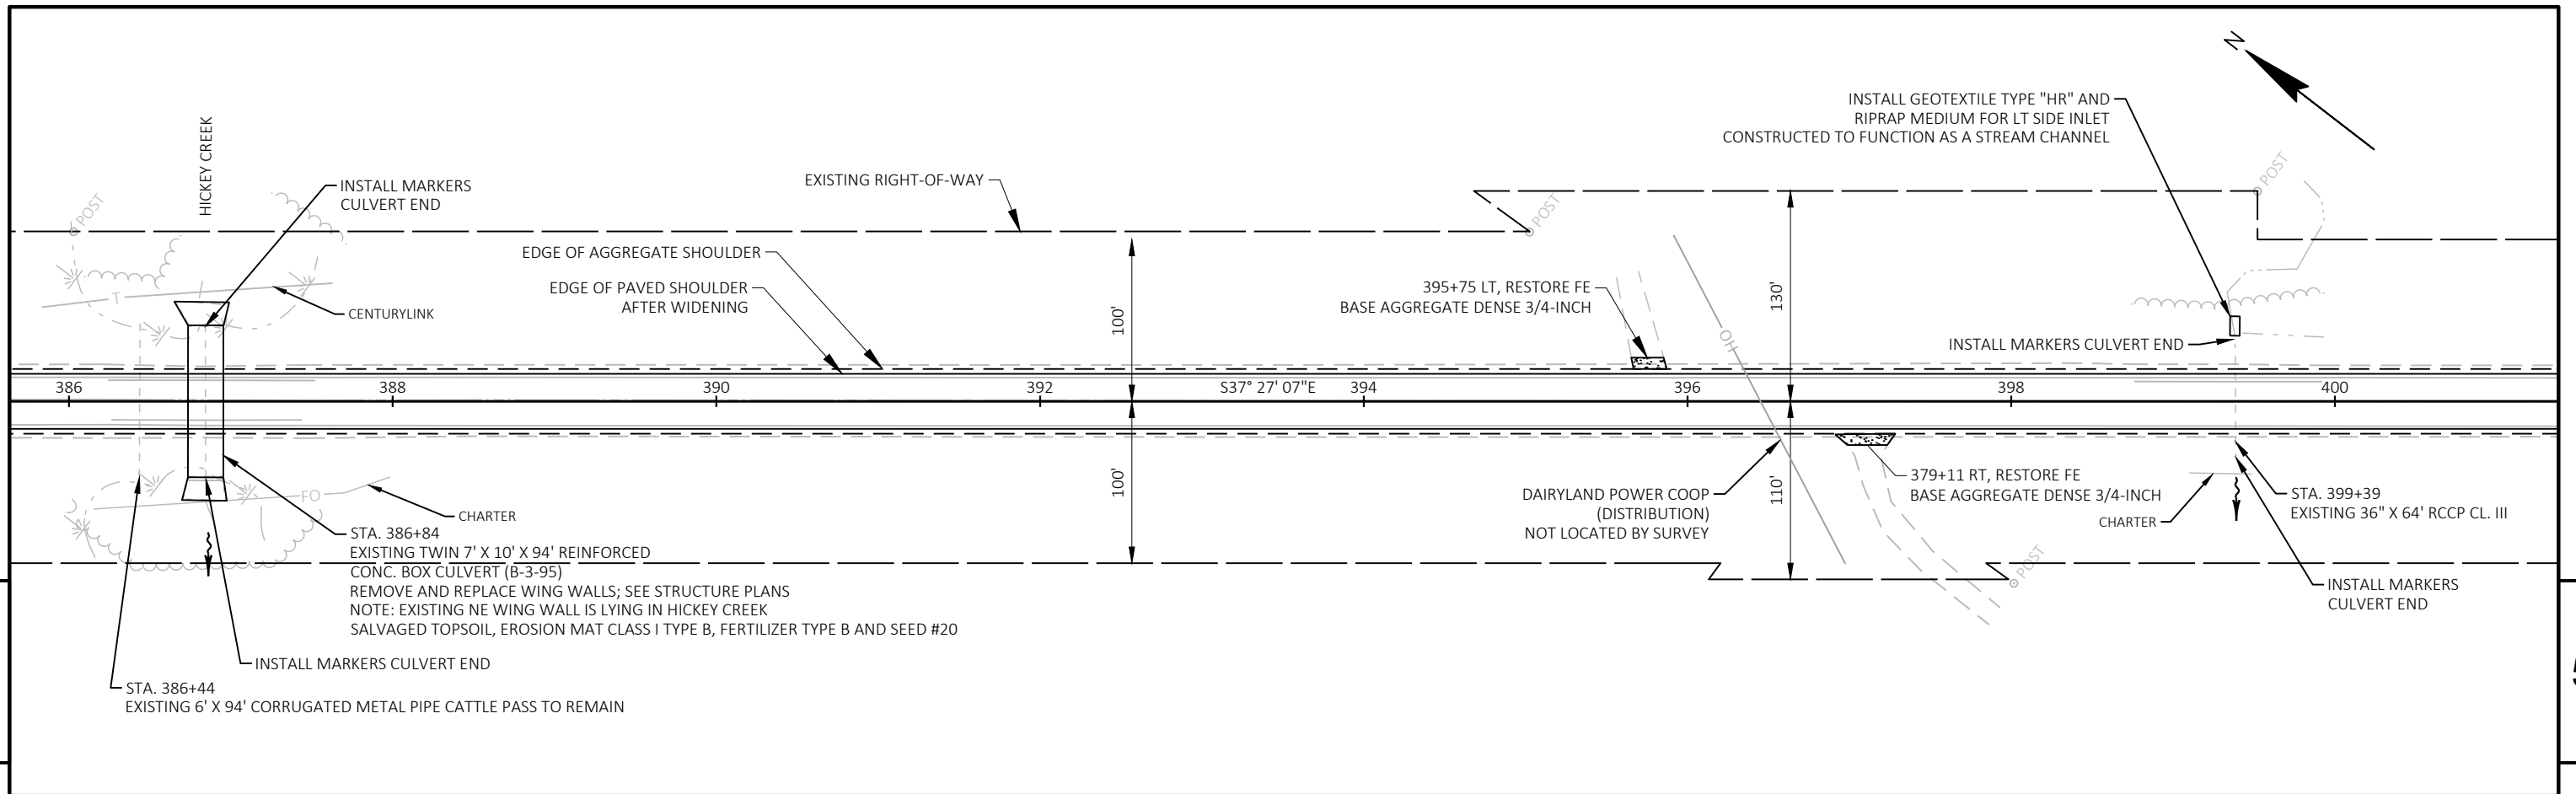 N
HICKEY CREEK
POST
INSTALL MARKERS
CULVERT END
T
CENTURYLINK
EXISTING RIGHT-OF-WAY
EDGE OF AGGREGATE SHOULDER
EDGE OF PAVED SHOULDER
AFTER WIDENING
100'
POST
395+75 LT, RESTORE FE
BASE AGGREGATE DENSE 3/4-INCH
OH
130'
INSTALL GEOTEXTILE TYPE "HR" AND
RIPRAP MEDIUM FOR LT SIDE INLET
CONSTRUCTED TO FUNCTION AS A STREAM CHANNEL
POST
INSTALL MARKERS CULVERT END
386
388
390
392
S37° 27' 07"E
394
396
398
400
FO
CHARTER
STA. 386+84
EXISTING TWIN 7' X 10' X 94' REINFORCED
CONC. BOX CULVERT (B-3-95)
REMOVE AND REPLACE WING WALLS; SEE STRUCTURE PLANS
NOTE: EXISTING NE WING WALL IS LYING IN HICKEY CREEK
SALVAGED TOPSOIL, EROSION MAT CLASS I TYPE B, FERTILIZER TYPE B AND SEED #20
INSTALL MARKERS CULVERT END
STA. 386+44
EXISTING 6' X 94' CORRUGATED METAL PIPE CATTLE PASS TO REMAIN
100'
DAIRYLAND POWER COOP
(DISTRIBUTION)
NOT LOCATED BY SURVEY
110'
379+11 RT, RESTORE FE
BASE AGGREGATE DENSE 3/4-INCH
POST
CHARTER
STA. 399+39
EXISTING 36" X 64' RCCP CL. III
INSTALL MARKERS
CULVERT END